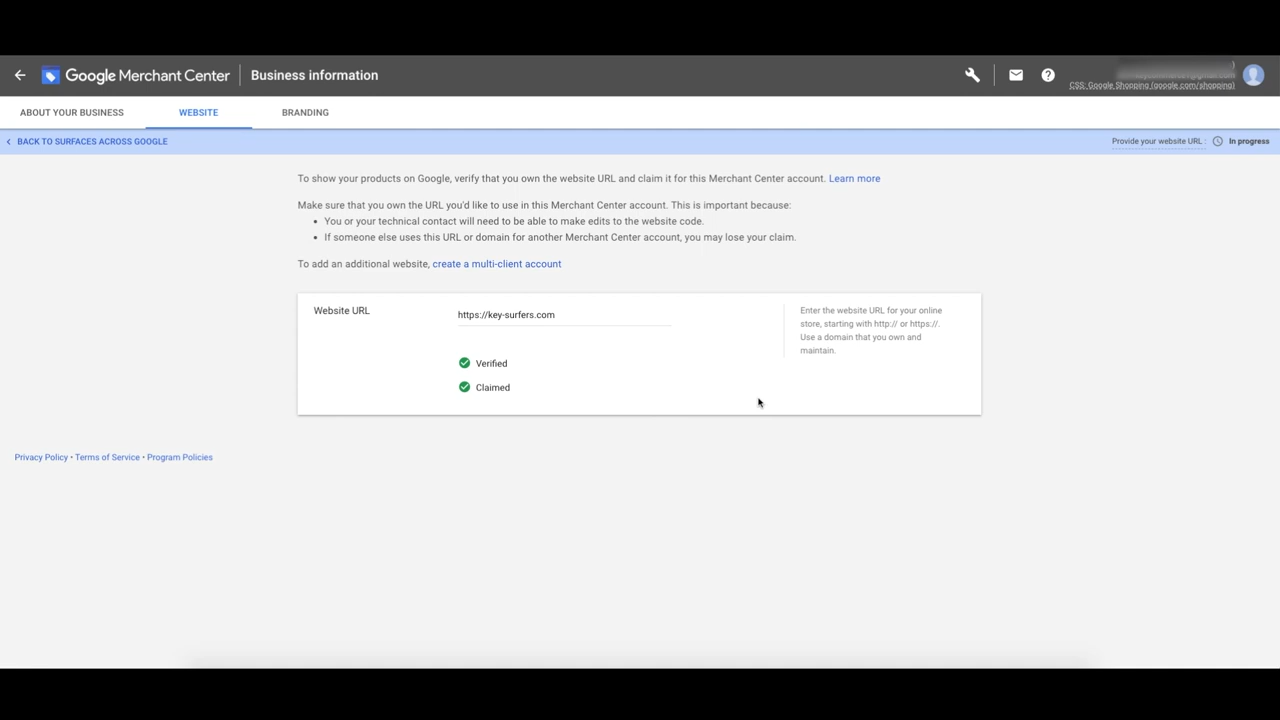 Google Merchant Center
Business information
CSS: Google Shopping (google.com/shopping)
ABOUT YOUR BUSINESS
WEBSITE
BRANDING
BACK TO SURFACES ACROSS GOOGLE
Provide your website URL :
In progress
To show your products on Google, verify that you own the website URL and claim it for this Merchant Center account. Learn more
Make sure that you own the URL you'd like to use in this Merchant Center account. This is important because:
• You or your technical contact will need to be able to make edits to the website code.
• If someone else uses this URL or domain for another Merchant Center account, you may lose your claim.
To add an additional website, create a multi-client account
Website URL
https://key-surfers.com
Verified
Claimed
Enter the website URL for your online
store, starting with http:// or https://.
Use a domain that you own and
maintain.
Privacy Policy • Terms of Service • Program Policies